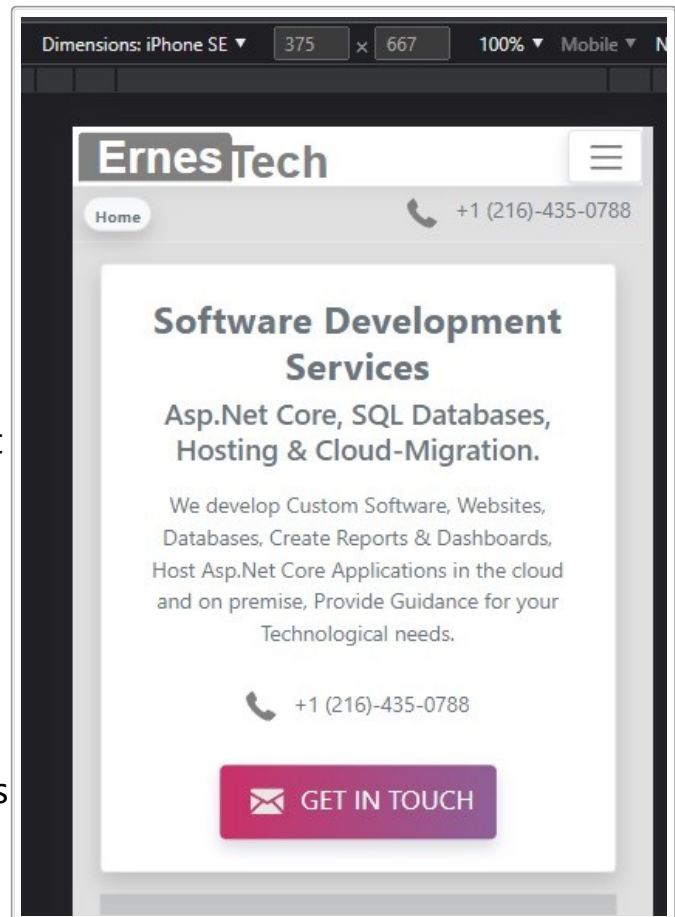 Dimensions: iPhone SE ▼ 375 × 667 100% ▼ Mobile ▼ N
ErnesTech
Home +1 (216)-435-0788
Software Development
Services
Asp.Net Core, SQL Databases,
Hosting & Cloud-Migration.
We develop Custom Software, Websites,
Databases, Create Reports & Dashboards,
Host Asp.Net Core Applications in the cloud
and on premise, Provide Guidance for your
Technological needs.
+1 (216)-435-0788
GET IN TOUCH
s